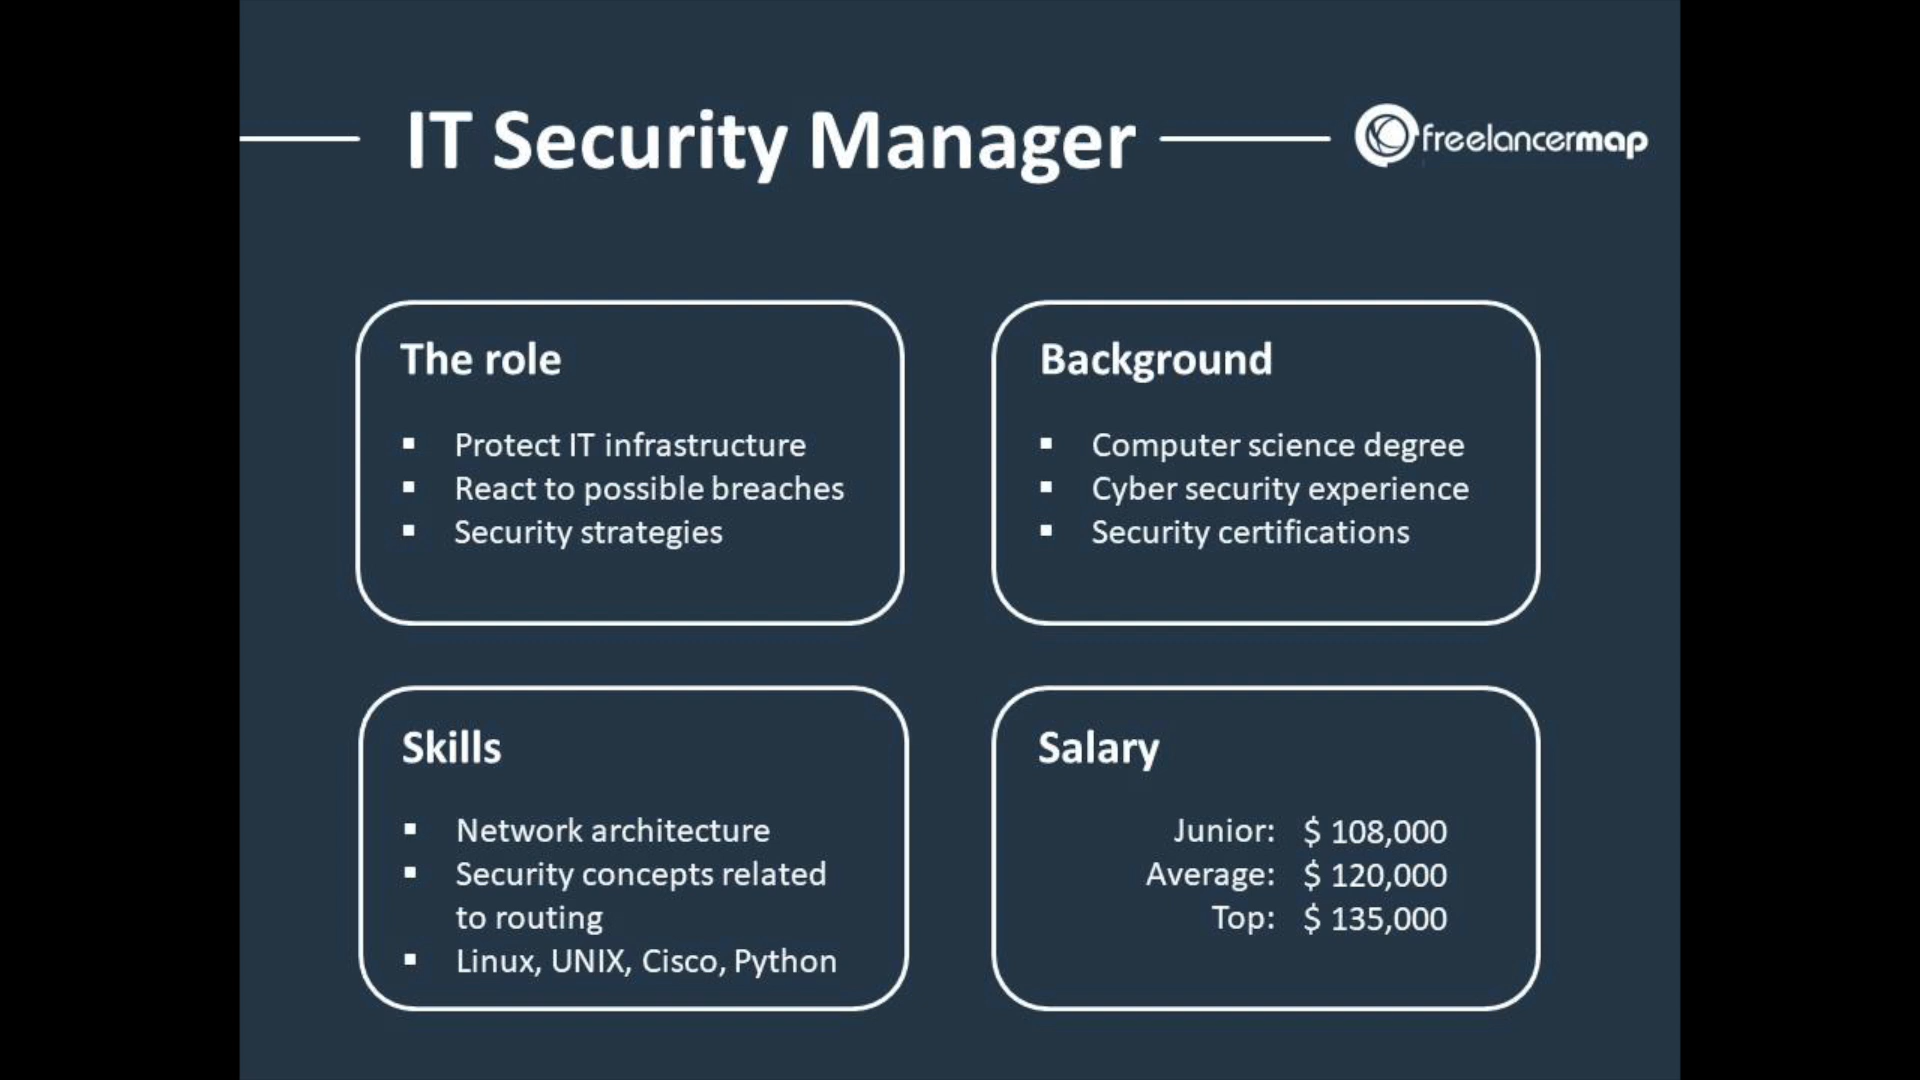 IT Security Manager
freelancermap
The role
▪ Protect IT infrastructure
▪ React to possible breaches
▪ Security strategies
Background
▪ Computer science degree
▪ Cyber security experience
▪ Security certifications
Skills
▪ Network architecture
▪ Security concepts related
to routing
▪ Linux, UNIX, Cisco, Python
Salary
Junior: $ 108,000
Average: $ 120,000
Top: $ 135,000